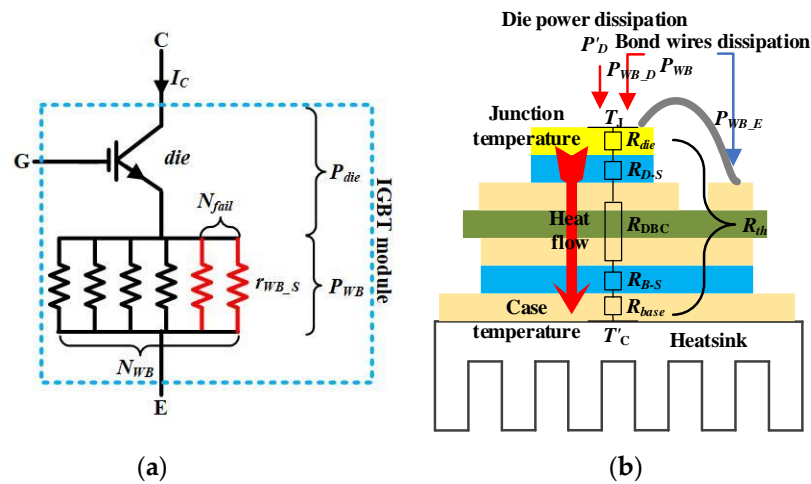 C
I_C
G
die
P_die
N_fail
r_WB_S
P_WB
N_WB
E
IGBT module
(a)
Die power dissipation
P'_D Bond wires dissipation
P_WB_D P_WB
Junction
temperature
T_J
P_WB_E
R_die
R_D-S
Heat
flow
R_DBC
R_th
R_B-S
Case
temperature
R_base
T'_C
Heatsink
(b)